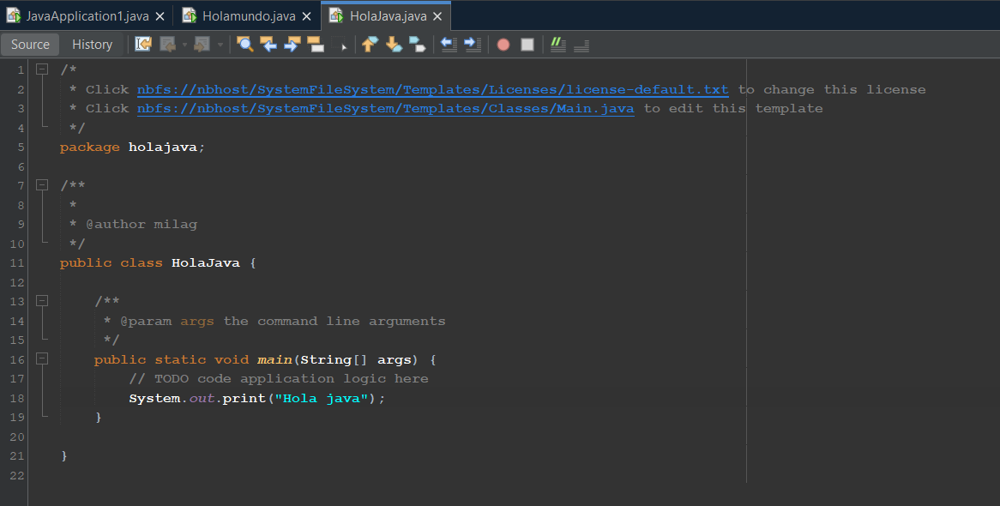 JavaApplication1.java × Holamundo.java × HolaJava.java ×
Source History
1 /*
2 * Click nbfs://nbhost/SystemFileSystem/Templates/Licenses/license-default.txt to change this license
3 * Click nbfs://nbhost/SystemFileSystem/Templates/Classes/Main.java to edit this template
4 */
5 package holajava;
6
7 /**
8 *
9 * @author milag
10 */
11 public class HolaJava {
12
13 /**
14 * @param args the command line arguments
15 */
16 public static void main(String[] args) {
17 // TODO code application logic here
18 System.out.print("Hola java");
19 }
20
21 }
22